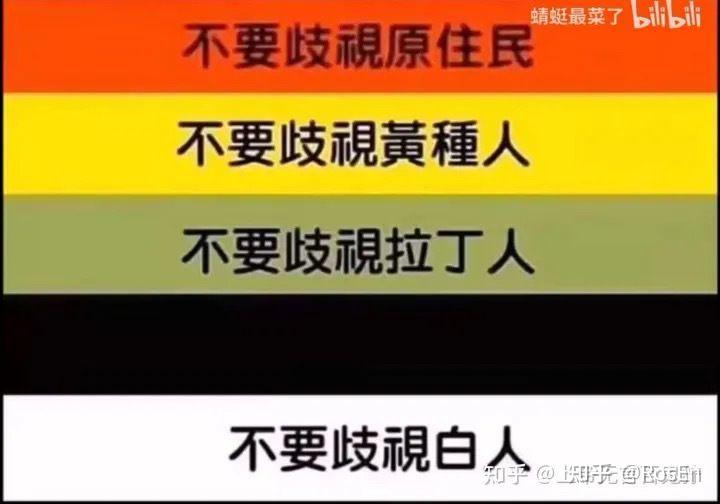 蜻蜓最菜了 bilibili
不要歧視原住民
不要歧視黃種人
不要歧視拉丁人
不要歧視白人
知乎